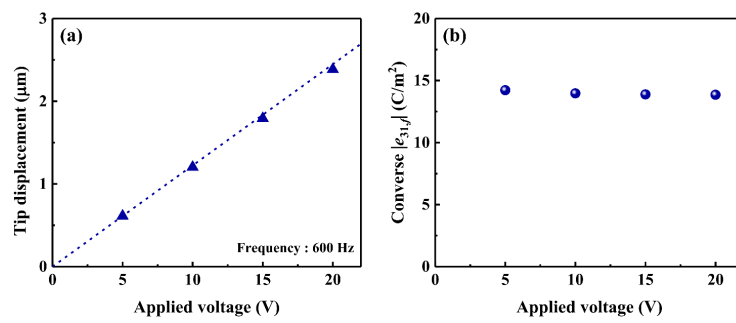 (a)
3
2
1
0
Tip displacement (μm)
Frequency : 600 Hz
0 5 10 15 20
Applied voltage (V)
(b)
20
15
10
5
0
Converse |e31,f| (C/m²)
0 5 10 15 20
Applied voltage (V)